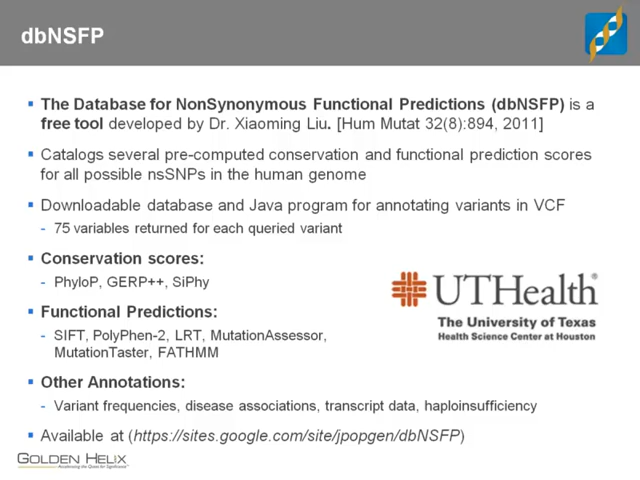 dbNSFP
▪ The Database for NonSynonymous Functional Predictions (dbNSFP) is a
free tool developed by Dr. Xiaoming Liu. [Hum Mutat 32(8):894, 2011]
▪ Catalogs several pre-computed conservation and functional prediction scores
for all possible nsSNPs in the human genome
▪ Downloadable database and Java program for annotating variants in VCF
- 75 variables returned for each queried variant
▪ Conservation scores:
- PhyloP, GERP++, SiPhy
▪ Functional Predictions:
- SIFT, PolyPhen-2, LRT, MutationAssessor,
MutationTaster, FATHMM
▪ Other Annotations:
- Variant frequencies, disease associations, transcript data, haploinsufficiency
▪ Available at (https://sites.google.com/site/jpopgen/dbNSFP)
UTHealth®
The University of Texas
Health Science Center at Houston
GOLDEN HELIX
Accelerating the Quest for Significance™